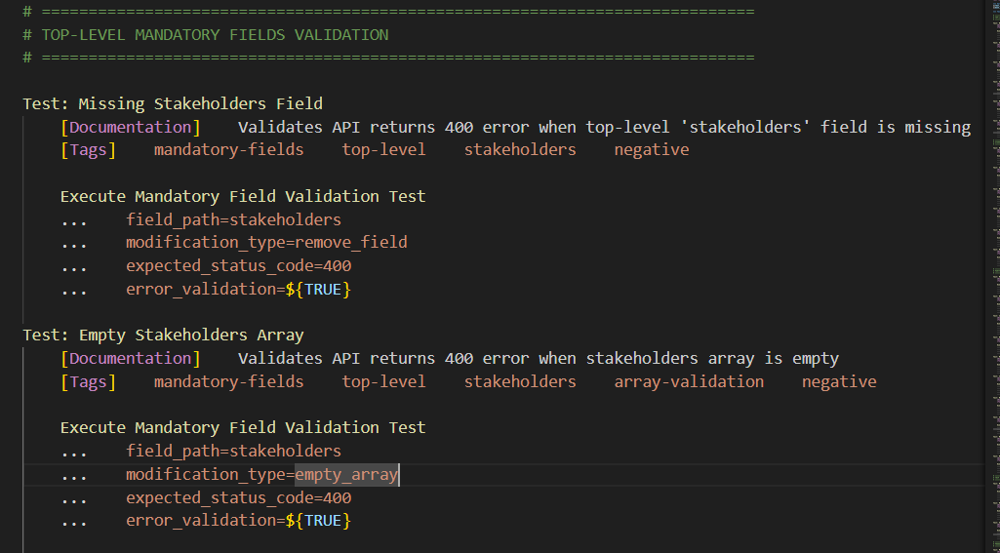 # ============================================================================
# TOP-LEVEL MANDATORY FIELDS VALIDATION
# ============================================================================
Test: Missing Stakeholders Field
[Documentation]    Validates API returns 400 error when top-level 'stakeholders' field is missing
[Tags]    mandatory-fields    top-level    stakeholders    negative
Execute Mandatory Field Validation Test
...    field_path=stakeholders
...    modification_type=remove_field
...    expected_status_code=400
...    error_validation=${TRUE}
Test: Empty Stakeholders Array
[Documentation]    Validates API returns 400 error when stakeholders array is empty
[Tags]    mandatory-fields    top-level    stakeholders    array-validation    negative
Execute Mandatory Field Validation Test
...    field_path=stakeholders
...    modification_type=empty_array
...    expected_status_code=400
...    error_validation=${TRUE}